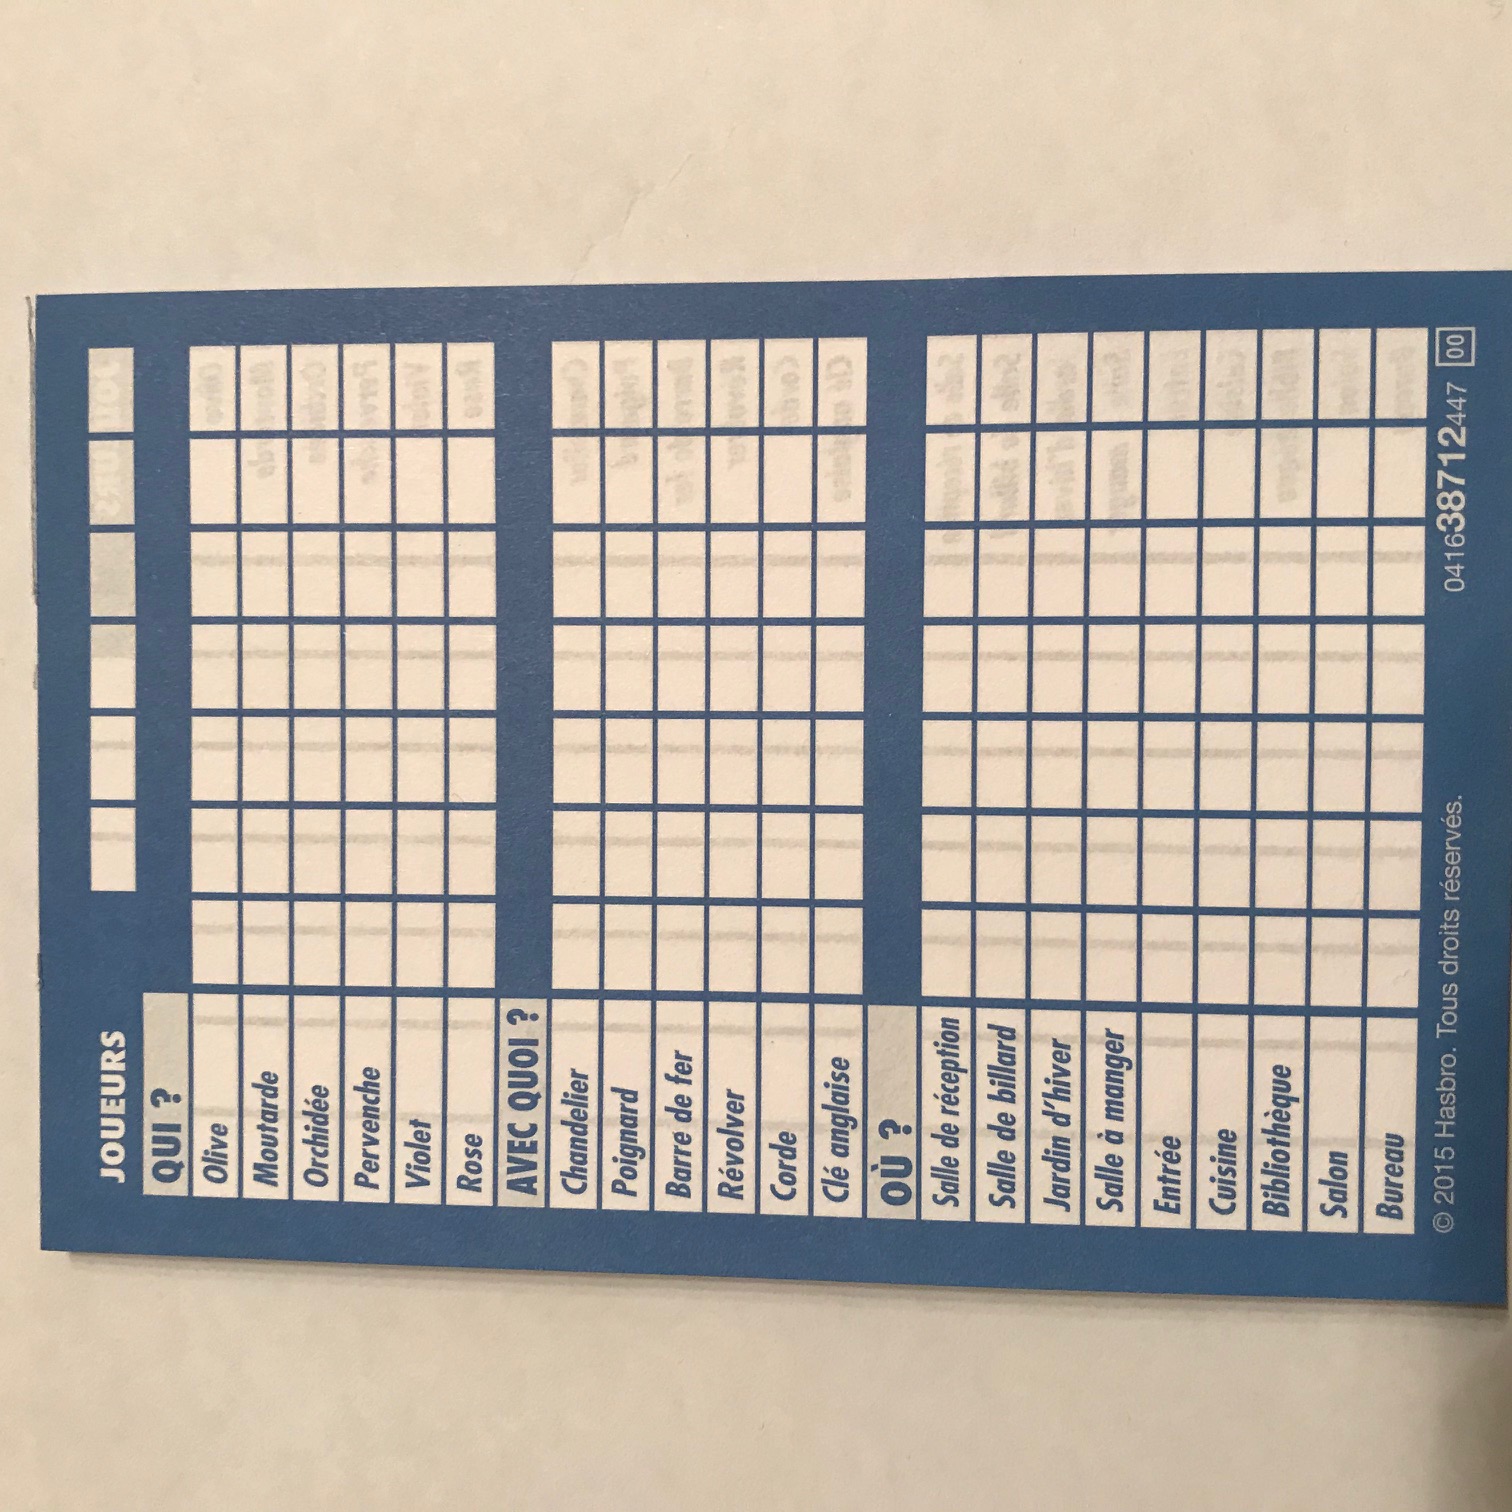 JOUEURS
QUI ?
Olive
Moutarde
Orchidée
Pervenche
Violet
Rose
AVEC QUOI ?
Chandelier
Poignard
Barre de fer
Révolver
Corde
Clé anglaise
OÙ ?
Salle de réception
Salle de billard
Jardin d'hiver
Salle à manger
Entrée
Cuisine
Bibliothèque
Salon
Bureau
© 2015 Hasbro. Tous droits réservés. 041638712447 00